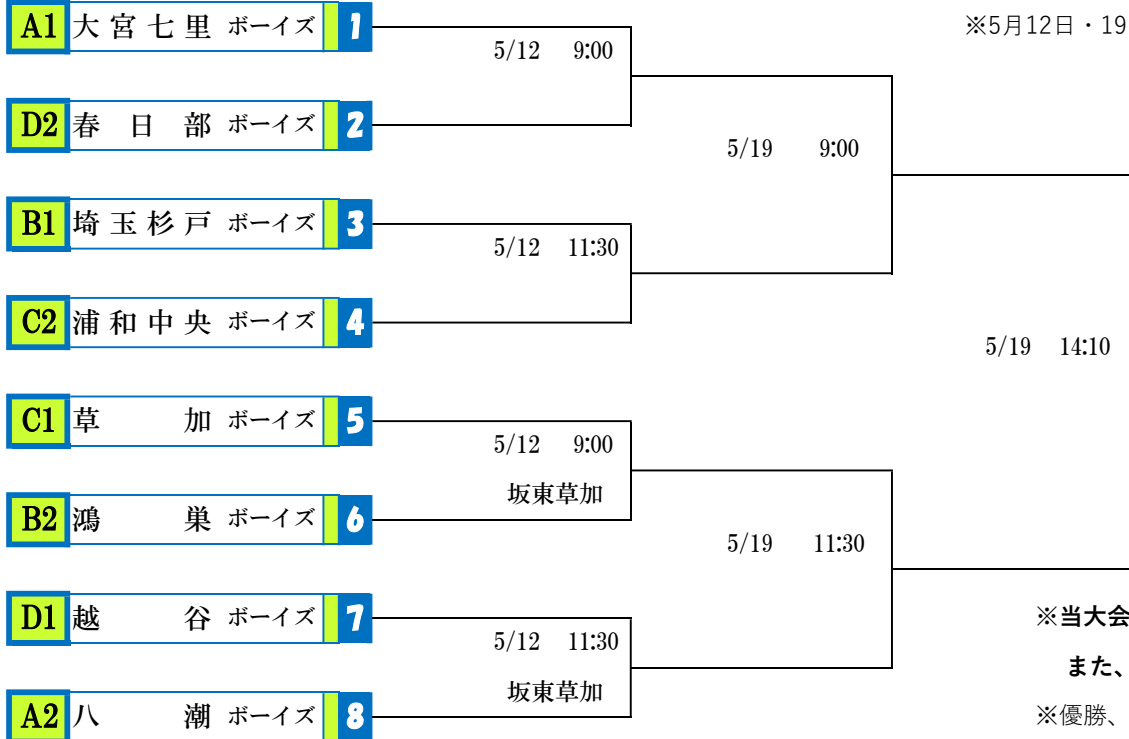 A1 大宮七里 ボーイズ 1
5/12 9:00
※5月12日・19
D2 春日部 ボーイズ 2
5/19 9:00
B1 埼玉杉戸 ボーイズ 3
5/12 11:30
C2 浦和中央 ボーイズ 4
5/19 14:10
C1 草加 ボーイズ 5
5/12 9:00
坂東草加
B2 鴻巣 ボーイズ 6
5/19 11:30
D1 越谷 ボーイズ 7
※当大会
5/12 11:30
また、
坂東草加
A2 八潮 ボーイズ 8
※優勝、